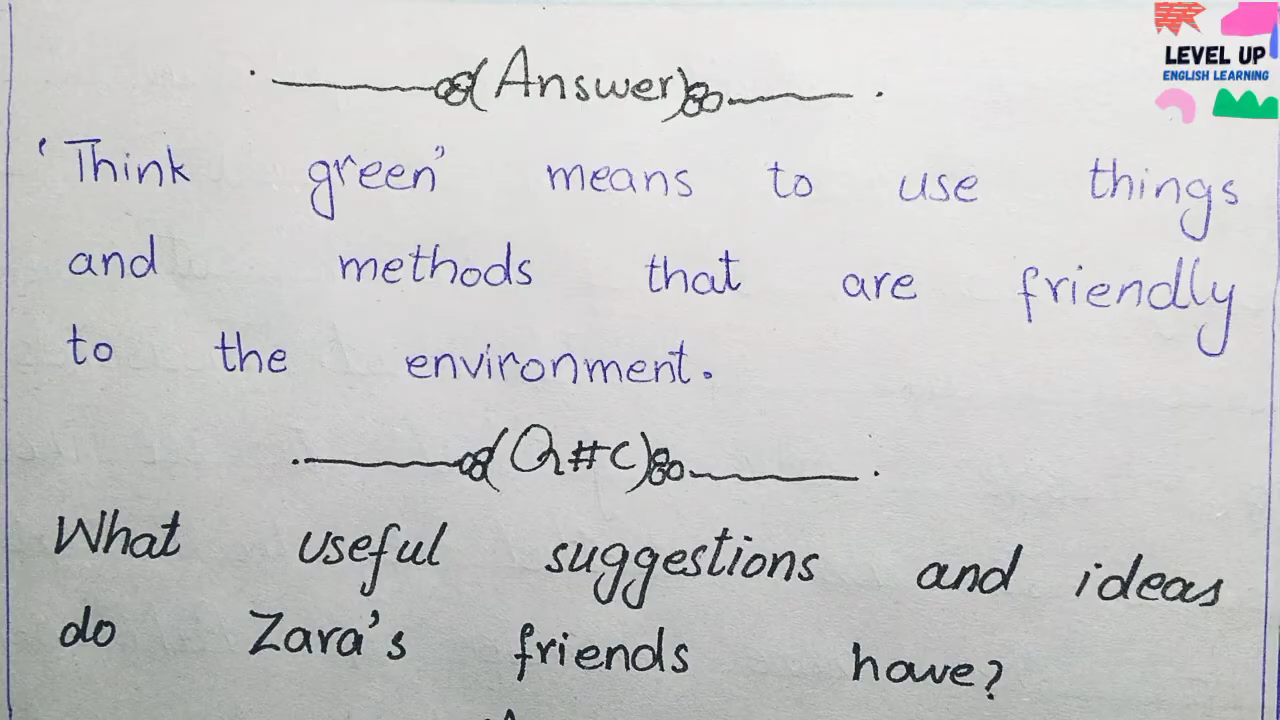 LEVEL UP
ENGLISH LEARNING
(Answer)
'Think green' means to use things
and methods that are friendly
to the environment.
(Q#C)
What useful suggestions and ideas
do Zara's friends have?